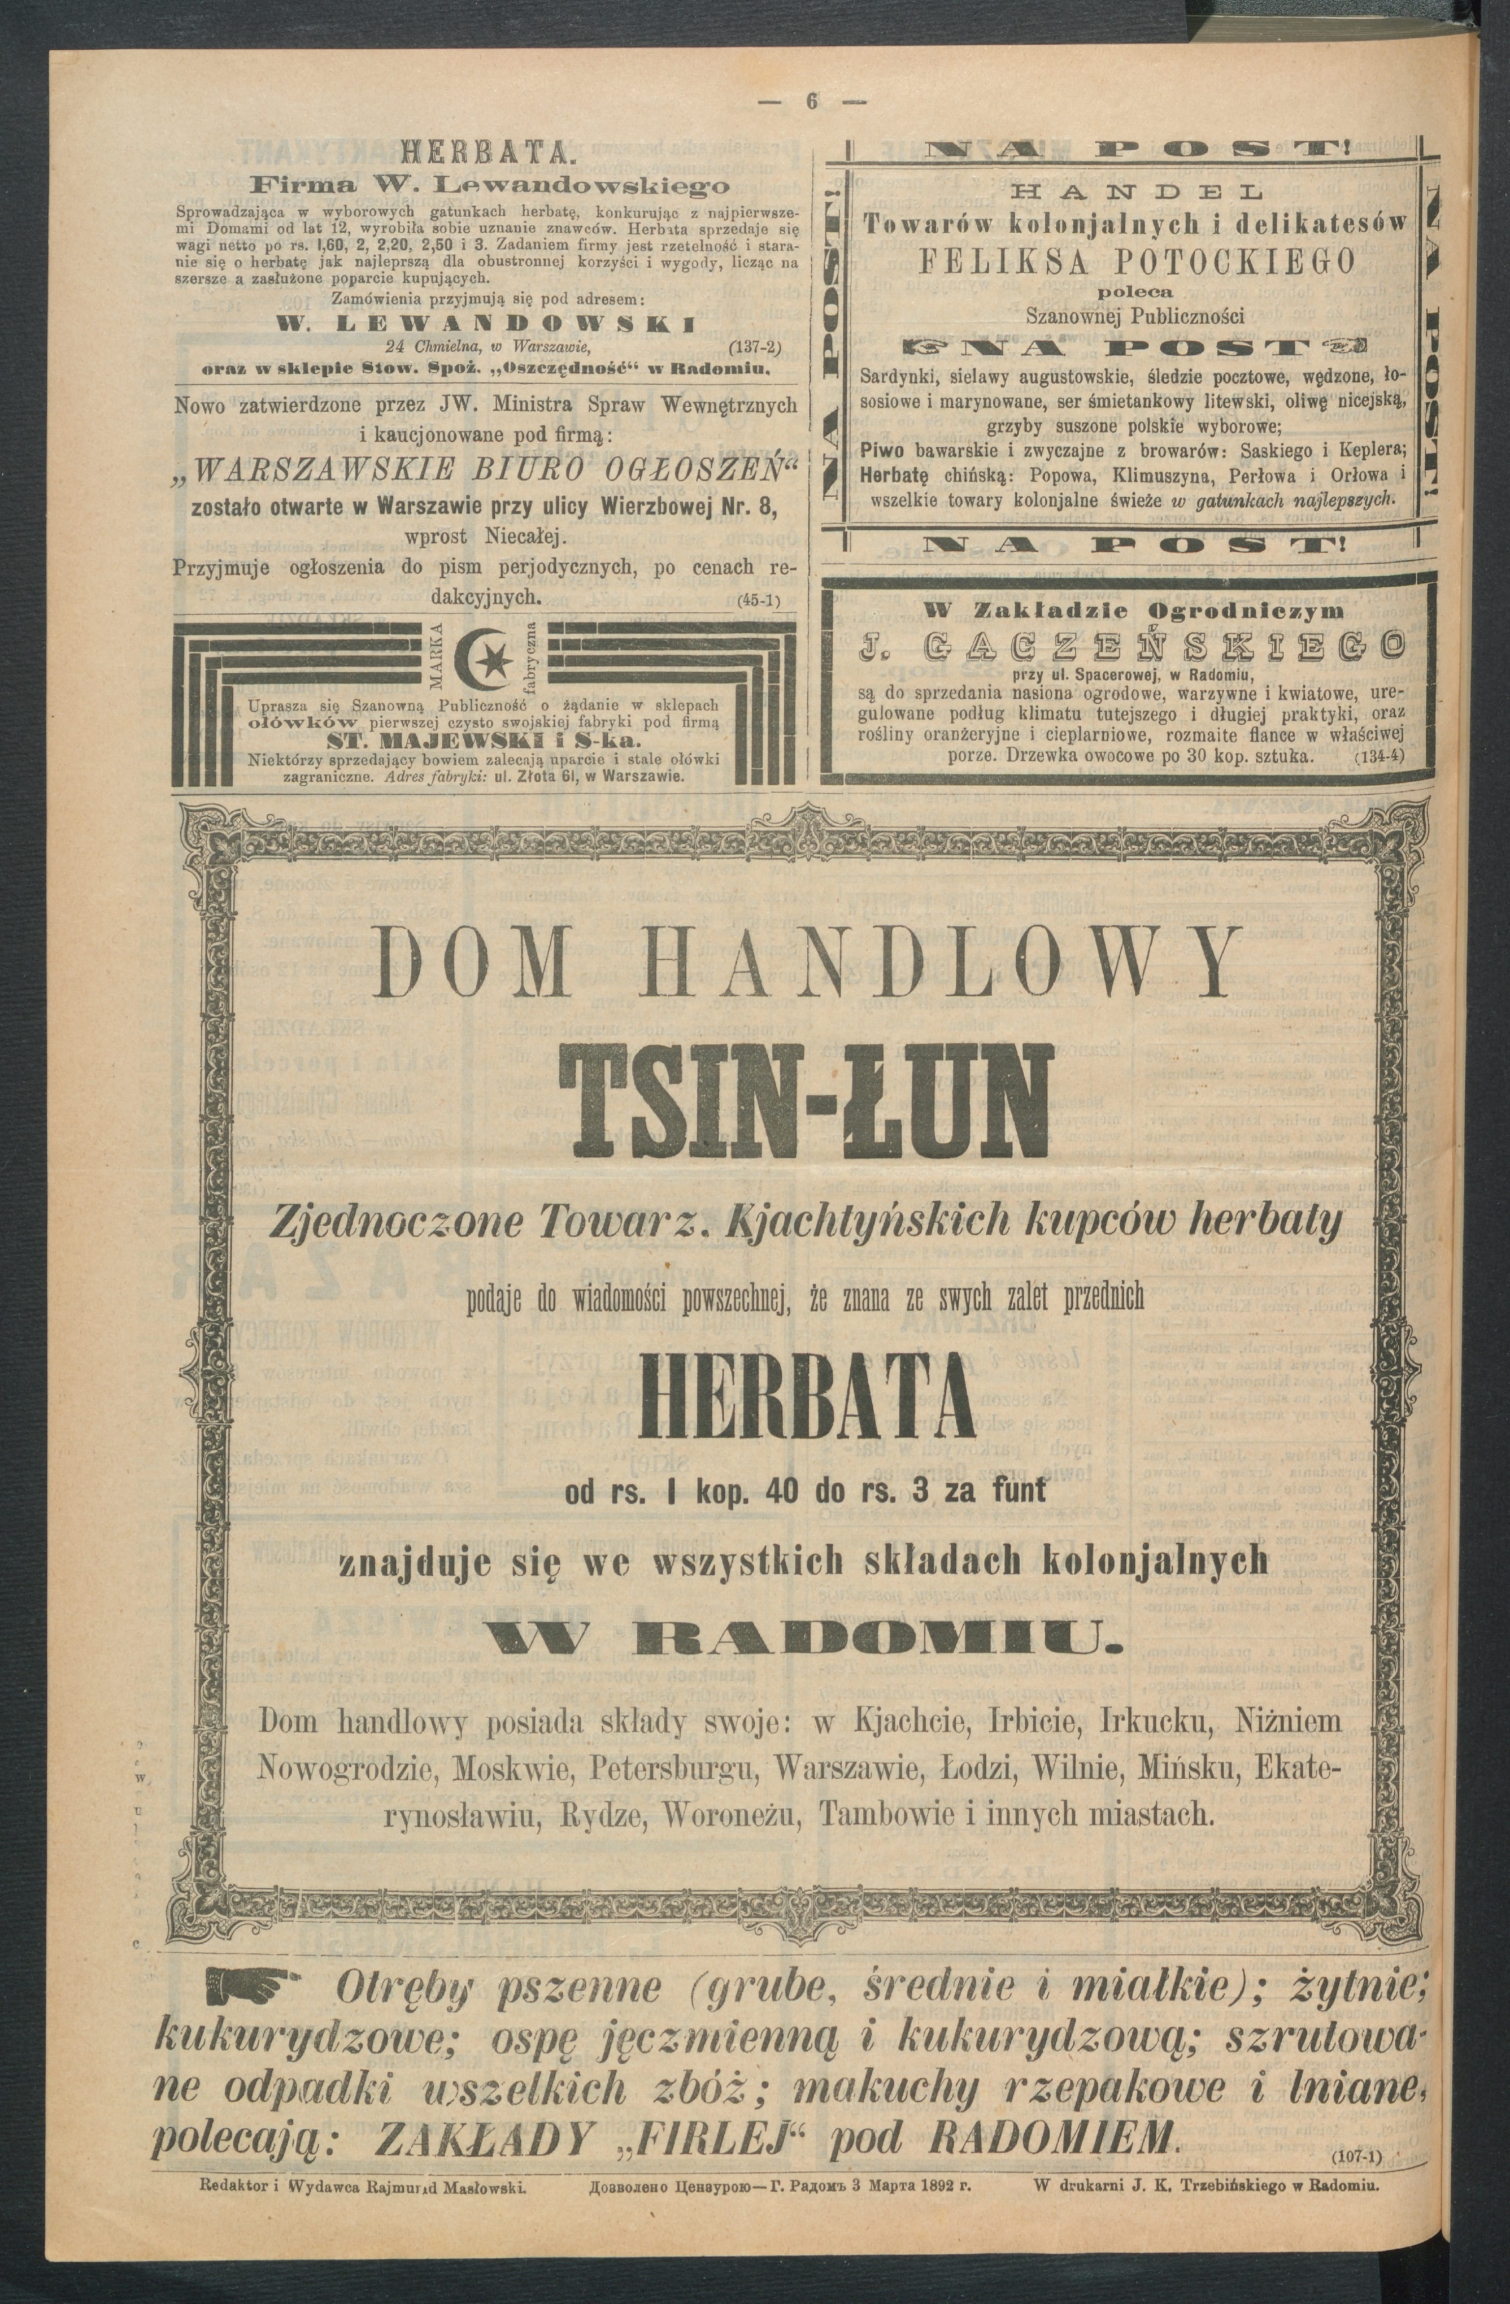 — 6 —
HERBATA.
Firma W. Lewandowskiego
Sprowadzająca w wyborowych gatunkach herbatę, konkurując z najpierwsze-
mi Domami od lat 12, wyrobiła sobie uznanie znawców. Herbata sprzedaje się
wagi netto po rs. 1,60, 2, 2,20, 2,50 i 3. Zadaniem firmy jest rzetelność i stara-
nie się o herbatę jak najleprszą dla obustronnej korzyści i wygody, licząc na
szersze a zasłużone poparcie kupujących.
Zamówienia przyjmują się pod adresem:
W. LEWANDOWSKI
24 Chmielna, w Warszawie, (137-2)
oraz w sklepie Stow. Spoż. „Oszczędność“ w Radomiu.
Nowo zatwierdzone przez JW. Ministra Spraw Wewnętrznych
i kaucjonowane pod firmą:
„WARSZAWSKIE BIURO OGŁOSZEŃ“
zostało otwarte w Warszawie przy ulicy Wierzbowej Nr. 8,
wprost Niecałej.
Przyjmuje ogłoszenia do pism perjodycznych, po cenach re-
dakcyjnych. (45-1)
MARKA fabryczna
Uprasza się Szanowną Publiczność o żądanie w sklepach
ołówków pierwszej czysto swojskiej fabryki pod firmą
ST. MAJEWSKI i S-ka.
Niektórzy sprzedający bowiem zalecają uparcie i stale ołówki
zagraniczne. Adres fabryki: ul. Złota 61, w Warszawie.
NA POST!
NA POST!
NA POST!
HANDEL
Towarów kolonjalnych i delikatesów
FELIKSA POTOCKIEGO
poleca
Szanownej Publiczności
NA POST
Sardynki, sielawy augustowskie, śledzie pocztowe, wędzone, ło-
sosiowe i marynowane, ser śmietankowy litewski, oliwę nicejską,
grzyby suszone polskie wyborowe;
Piwo bawarskie i zwyczajne z browarów: Saskiego i Keplera;
Herbatę chińską: Popowa, Klimuszyna, Perłowa i Orłowa i
wszelkie towary kolonjalne świeże w gatunkach najlepszych.
NA POST!
W Zakładzie Ogrodniczym
J. GACZEŃSKIEGO
przy ul. Spacerowej, w Radomiu,
są do sprzedania nasiona ogrodowe, warzywne i kwiatowe, ure-
gulowane podług klimatu tutejszego i długiej praktyki, oraz
rośliny oranżeryjne i cieplarniowe, rozmaite flance w właściwej
porze. Drzewka owocowe po 30 kop. sztuka. (134-4)
DOM HANDLOWY
TSIN-ŁUN
Zjednoczone Towarz. Kjachtyńskich kupców herbaty
podaje do wiadomości powszechnej, że znana ze swych zalet przednich
HERBATA
od rs. 1 kop. 40 do rs. 3 za funt
znajduje się we wszystkich składach kolonjalnych
W RADOMIU.
Dom handlowy posiada składy swoje: w Kjachcie, Irbicie, Irkucku, Niżniem
Nowogrodzie, Moskwie, Petersburgu, Warszawie, Łodzi, Wilnie, Mińsku, Ekate-
rynosławiu, Rydze, Woroneżu, Tambowie i innych miastach.
Otręby pszenne (grube, średnie i miałkie); żytnie;
kukurydzowe; ospę jęczmienną i kukurydzową; szrutowa-
ne odpadki wszelkich zbóż; makuchy rzepakowe i lniane,
polecają: ZAKŁADY „FIRLEJ“ pod RADOMIEM. (107-1)
Redaktor i Wydawca Rajmund Masłowski. Дозволено Цензурою—Г. Радомъ 3 Марта 1892 г. W drukarni J. K. Trzebińskiego w Radomiu.